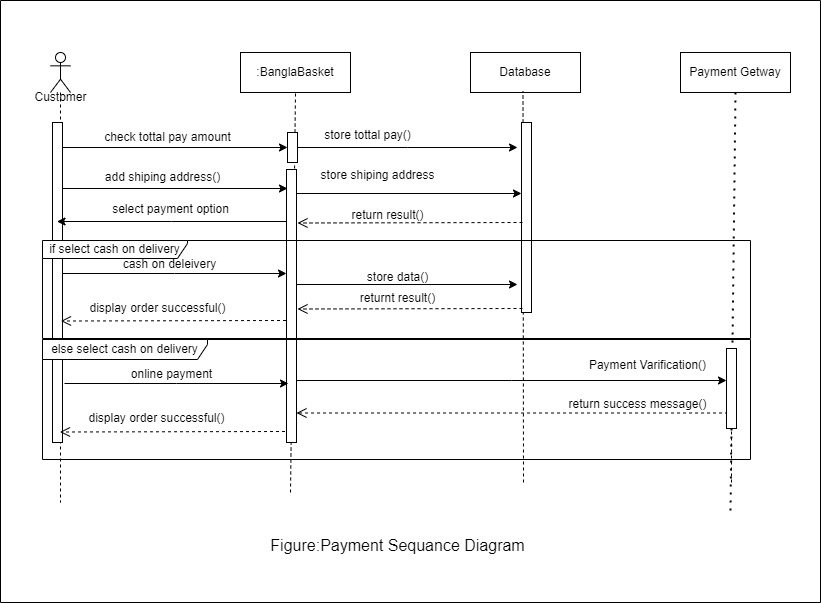 :BanglaBasket
Database
Payment Getway
Custbmer
check tottal pay amount
store tottal pay()
add shiping address()
store shiping address
select payment option
return result()
if select cash on delivery
cash on deleivery
store data()
returnt result()
display order successful()
else select cash on delivery
Payment Varification()
online payment
return success message()
display order successful()
Figure:Payment Sequance Diagram